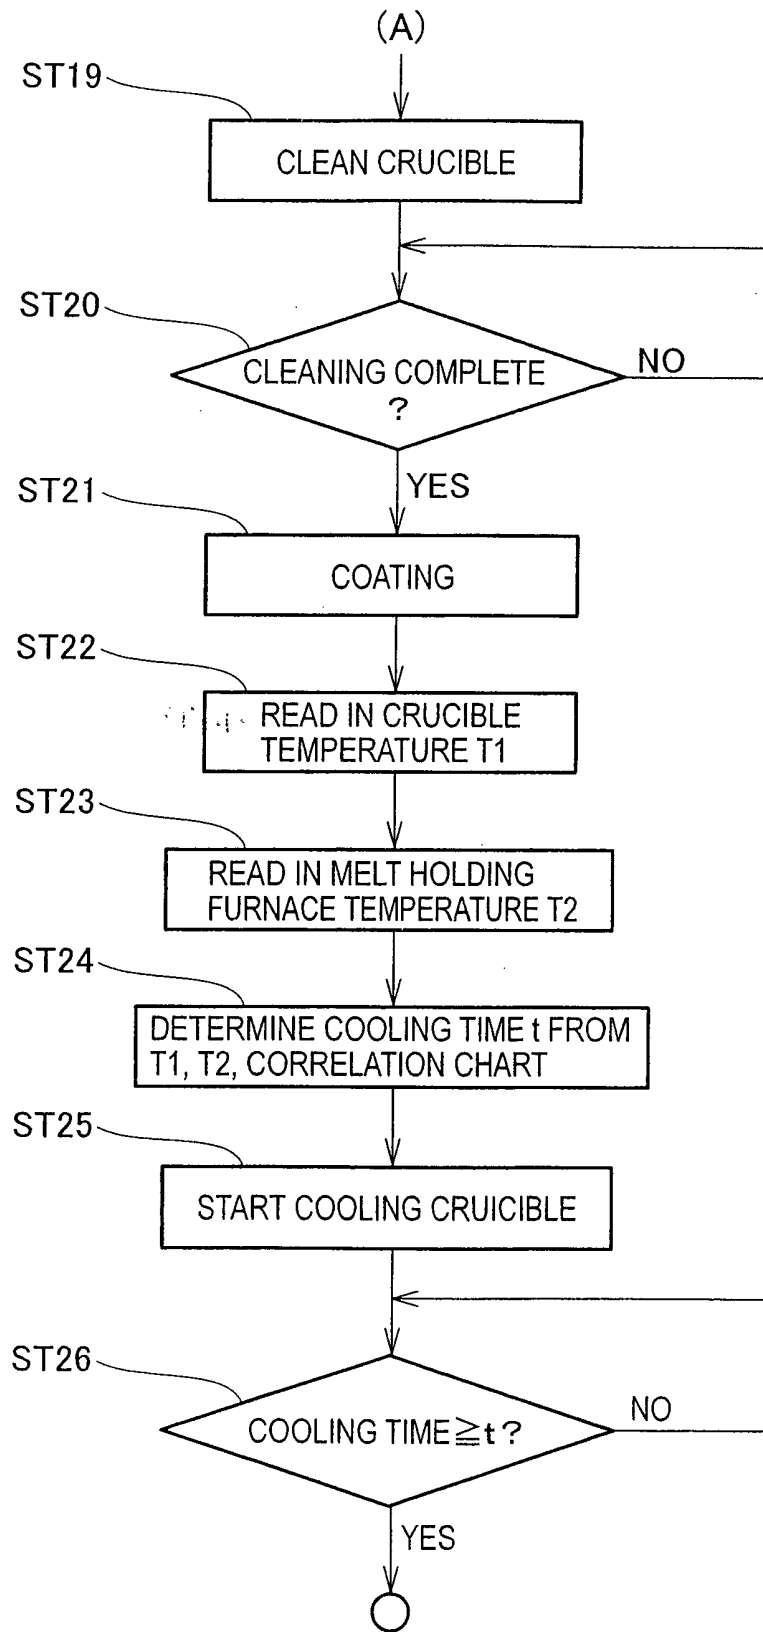 (A)
ST19
CLEAN CRUCIBLE
ST20
CLEANING COMPLETE
?
NO
YES
ST21
COATING
ST22
READ IN CRUCIBLE
TEMPERATURE T1
ST23
READ IN MELT HOLDING
FURNACE TEMPERATURE T2
ST24
DETERMINE COOLING TIME t FROM
T1, T2, CORRELATION CHART
ST25
START COOLING CRUICIBLE
ST26
COOLING TIME≧t?
NO
YES